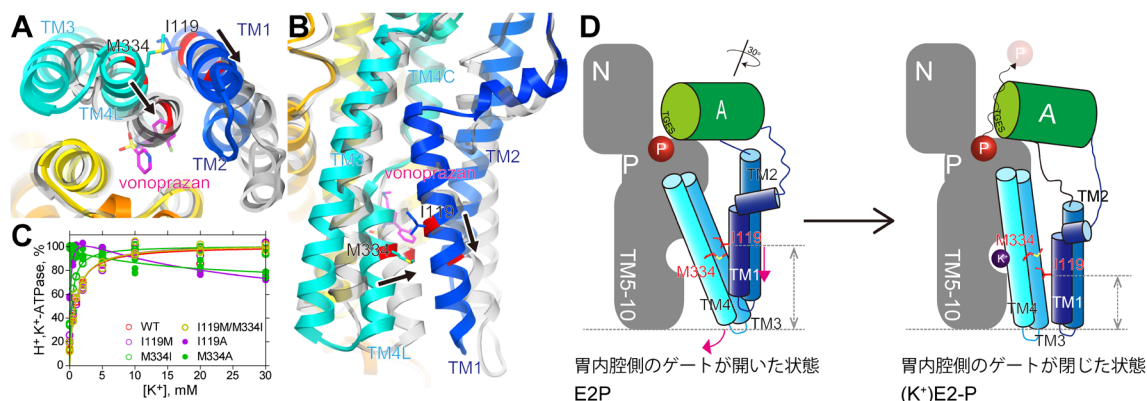 A
TM3
M334
I119
TM1
TM4L
TM2
vonoprazan
B
TM4C
TM3
TM2
vonoprazan
I119
M334
TM4L
TM1
C
H⁺,K⁺-ATPase, %
100
80
60
40
20
0
0 5 10 15 20 25 30
[K⁺], mM
WT
I119M
M334I
I119M/M334I
I119A
M334A
D
N
30°
A
TGES
P
P
TM2
I119
M334
TM1
TM5-10
TM4
TM3
胃内腔側のゲートが開いた状態
E2P
N
P
A
TGES
P
TM2
M334
K⁺
I119
TM1
TM5-10
TM4
TM3
胃内腔側のゲートが閉じた状態
(K⁺)E2-P